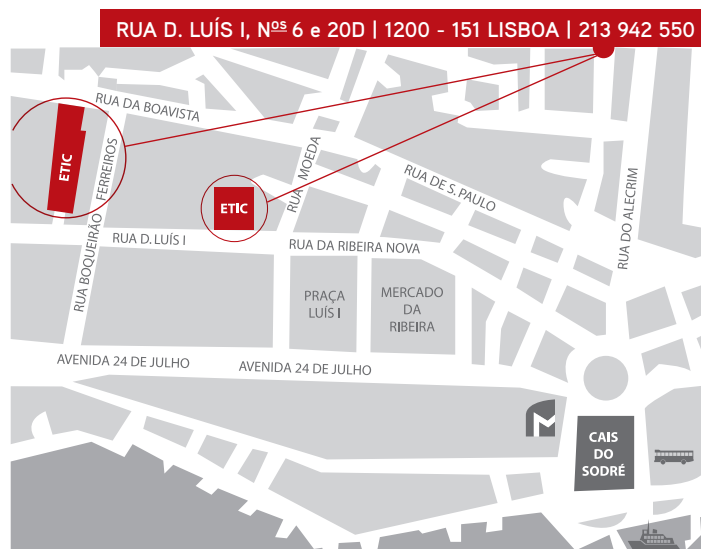 RUA D. LUÍS I, Nºˢ 6 e 20D | 1200 - 151 LISBOA | 213 942 550
RUA DA BOAVISTA
ETIC
RUA BOQUEIRÃO FERREIROS
RUA MOEDA
RUA DE S. PAULO
RUA DO ALECRIM
ETIC
RUA D. LUÍS I
RUA DA RIBEIRA NOVA
PRAÇA
LUÍS I
MERCADO
DA
RIBEIRA
AVENIDA 24 DE JULHO
AVENIDA 24 DE JULHO
M
CAIS
DO
SODRÉ